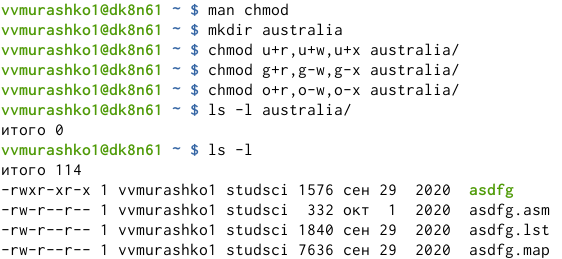 vvmurashko1@dk8n61 ~ $ man chmod
vvmurashko1@dk8n61 ~ $ mkdir australia
vvmurashko1@dk8n61 ~ $ chmod u+r,u+w,u+x australia/
vvmurashko1@dk8n61 ~ $ chmod g+r,g-w,g-x australia/
vvmurashko1@dk8n61 ~ $ chmod o+r,o-w,o-x australia/
vvmurashko1@dk8n61 ~ $ ls -l australia/
итого 0
vvmurashko1@dk8n61 ~ $ ls -l
итого 114
-rwxr-xr-x 1 vvmurashko1 studsci 1576 сен 29  2020  asdfg
-rw-r--r-- 1 vvmurashko1 studsci  332 окт  1  2020  asdfg.asm
-rw-r--r-- 1 vvmurashko1 studsci 1840 сен 29  2020  asdfg.lst
-rw-r--r-- 1 vvmurashko1 studsci 7636 сен 29  2020  asdfg.map